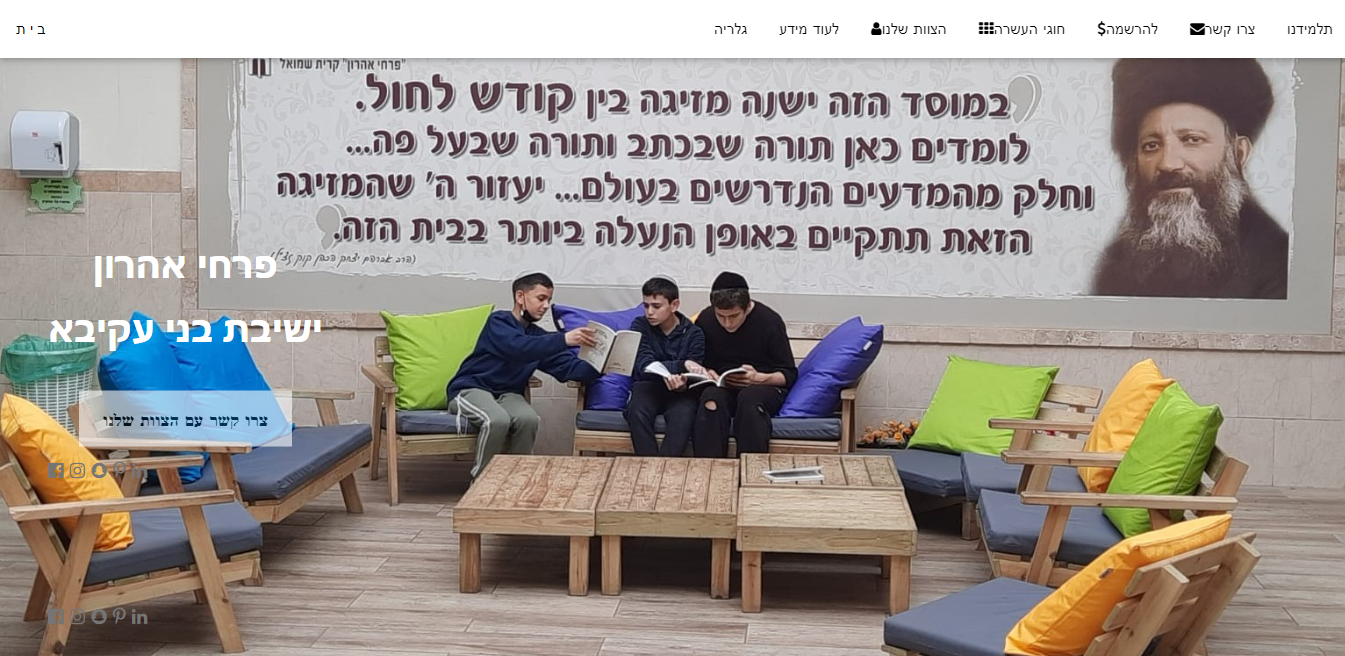 תלמידנו צרו קשר להרשמה חוגי העשרה הצוות שלנו לעוד מידע גלריה בית
"פרחי אהרון" קרית שמואל
במוסד הזה ישנה מזיגה בין קודש לחול.
לומדים כאן תורה שבכתב ותורה שבעל פה...
וחלק מהמדעים הנדרשים בעולם... יעזור ה' שהמזיגה
הזאת תתקיים באופן הנעלה ביותר בבית הזה.
(הרב אברהם יצחק הכהן קוק זצ"ל)
פרחי אהרון
ישיבת בני עקיבא
צרו קשר עם הצוות שלנו